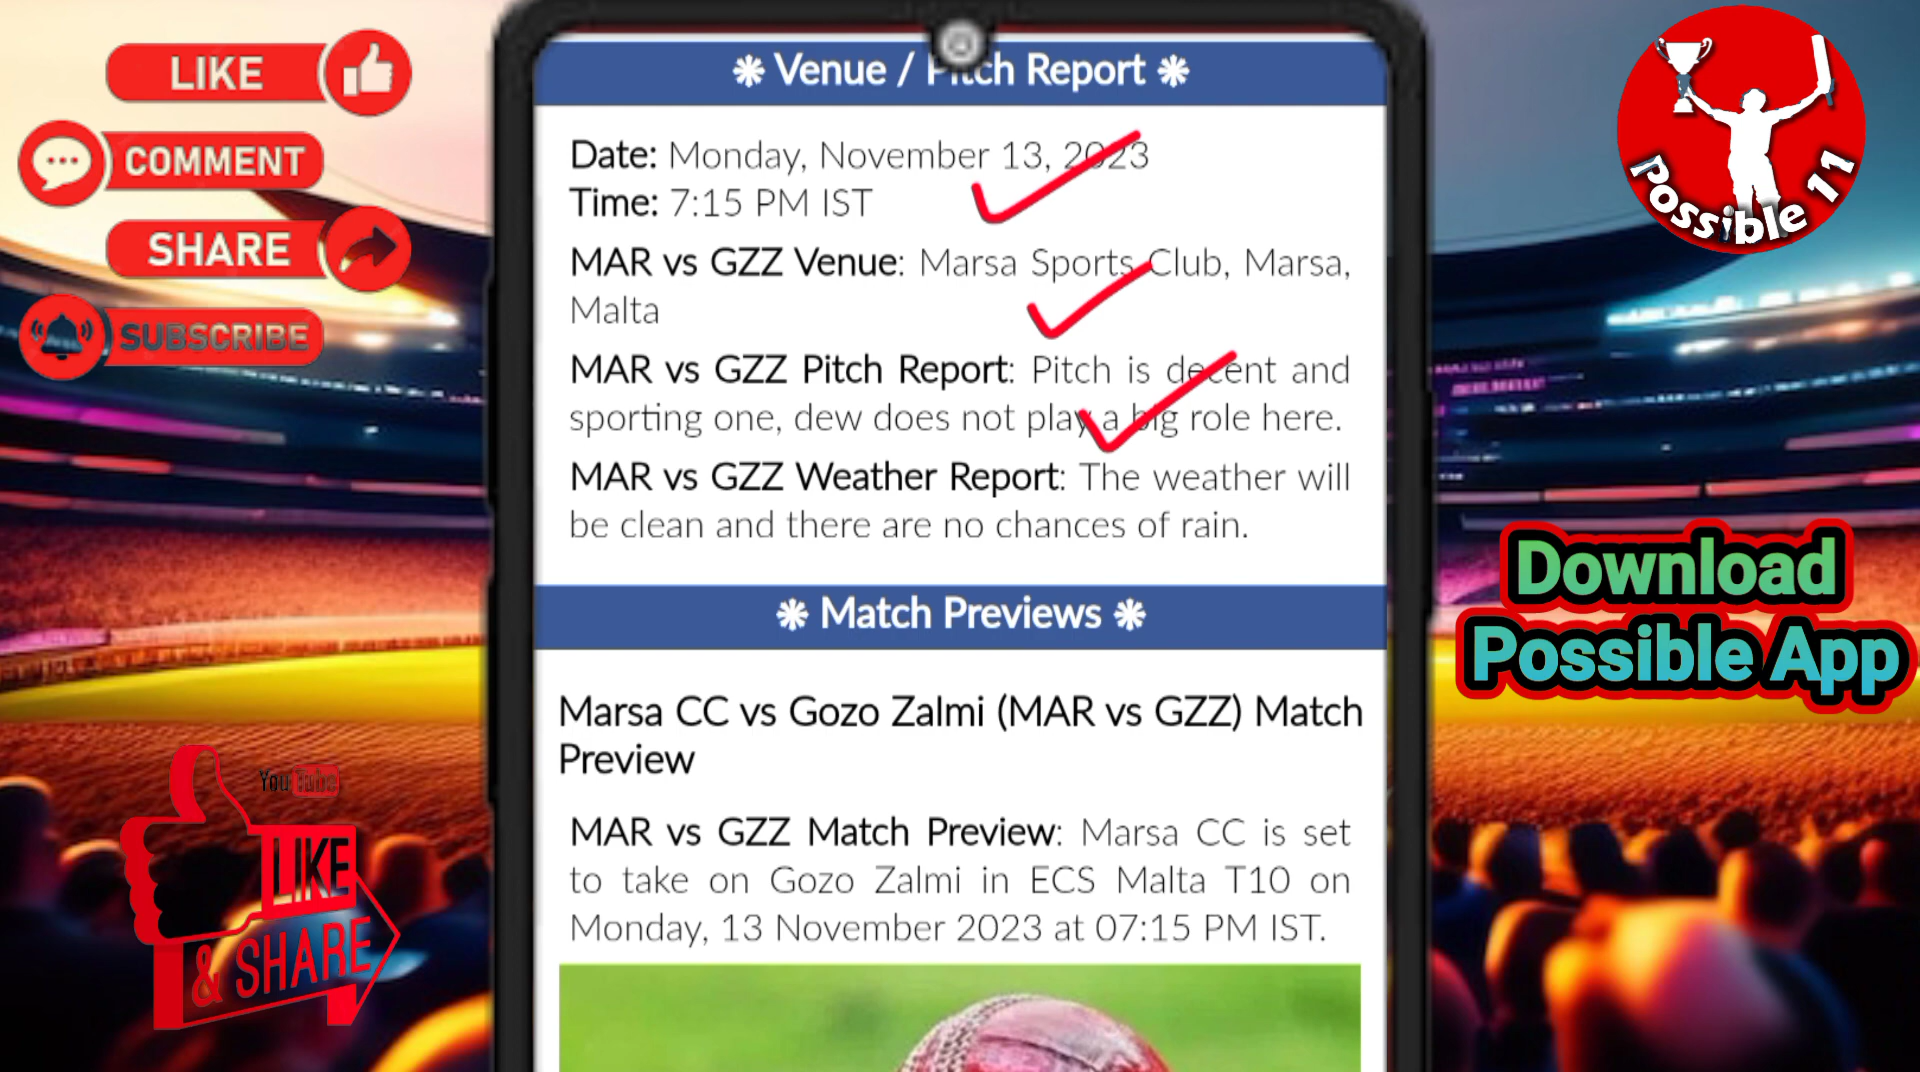 LIKE
COMMENT
SHARE
SUBSCRIBE
YouTube
LIKE
& SHARE
✻ Venue / Pitch Report ✻
Date: Monday, November 13, 2023
Time: 7:15 PM IST
MAR vs GZZ Venue: Marsa Sports Club, Marsa,
Malta
MAR vs GZZ Pitch Report: Pitch is decent and
sporting one, dew does not play a big role here.
MAR vs GZZ Weather Report: The weather will
be clean and there are no chances of rain.
✻ Match Previews ✻
Marsa CC vs Gozo Zalmi (MAR vs GZZ) Match
Preview
MAR vs GZZ Match Preview: Marsa CC is set
to take on Gozo Zalmi in ECS Malta T10 on
Monday, 13 November 2023 at 07:15 PM IST.
Possible 11
Download
Possible App